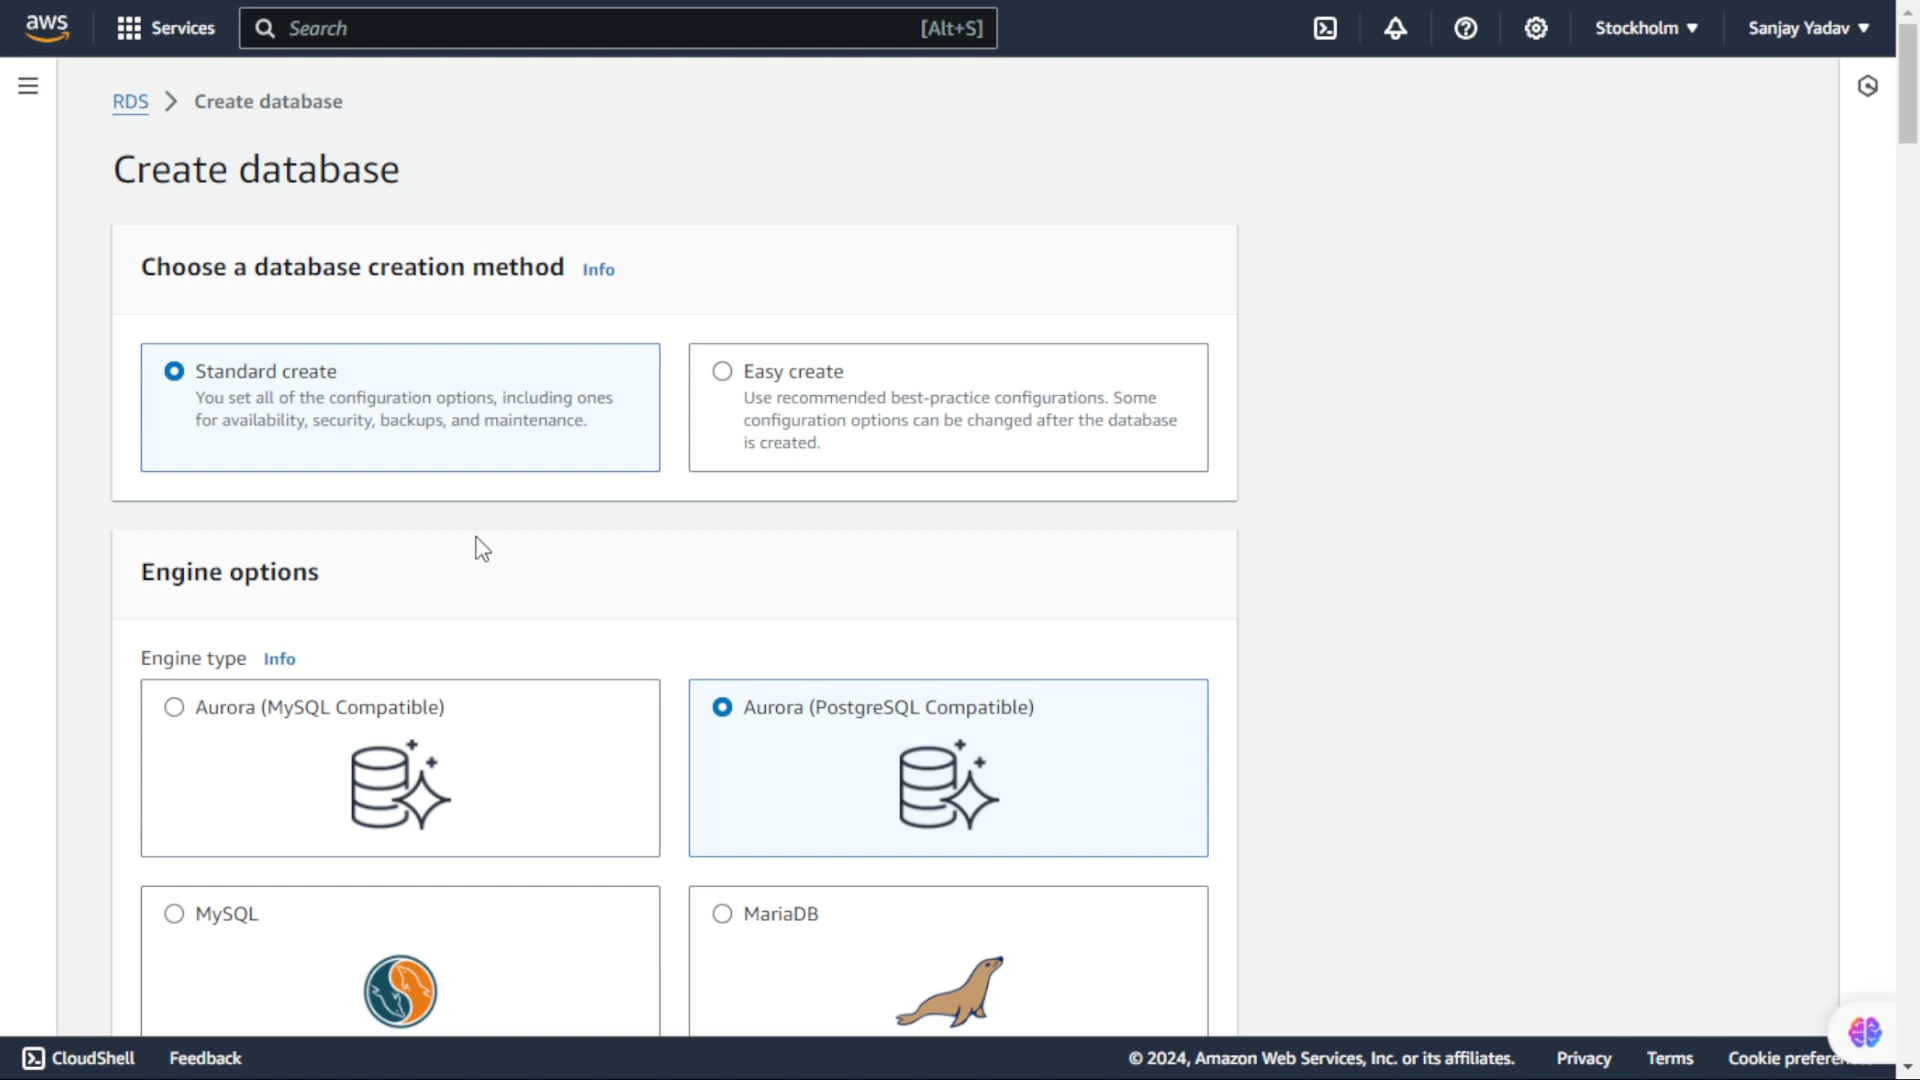 aws
Services
Search
[Alt+S]
Stockholm
Sanjay Yadav
RDS
Create database
Create database
Choose a database creation method Info
Standard create
You set all of the configuration options, including ones
for availability, security, backups, and maintenance.
Easy create
Use recommended best-practice configurations. Some
configuration options can be changed after the database
is created.
Engine options
Engine type Info
Aurora (MySQL Compatible)
Aurora (PostgreSQL Compatible)
MySQL
MariaDB
CloudShell
Feedback
© 2024, Amazon Web Services, Inc. or its affiliates.
Privacy
Terms
Cookie